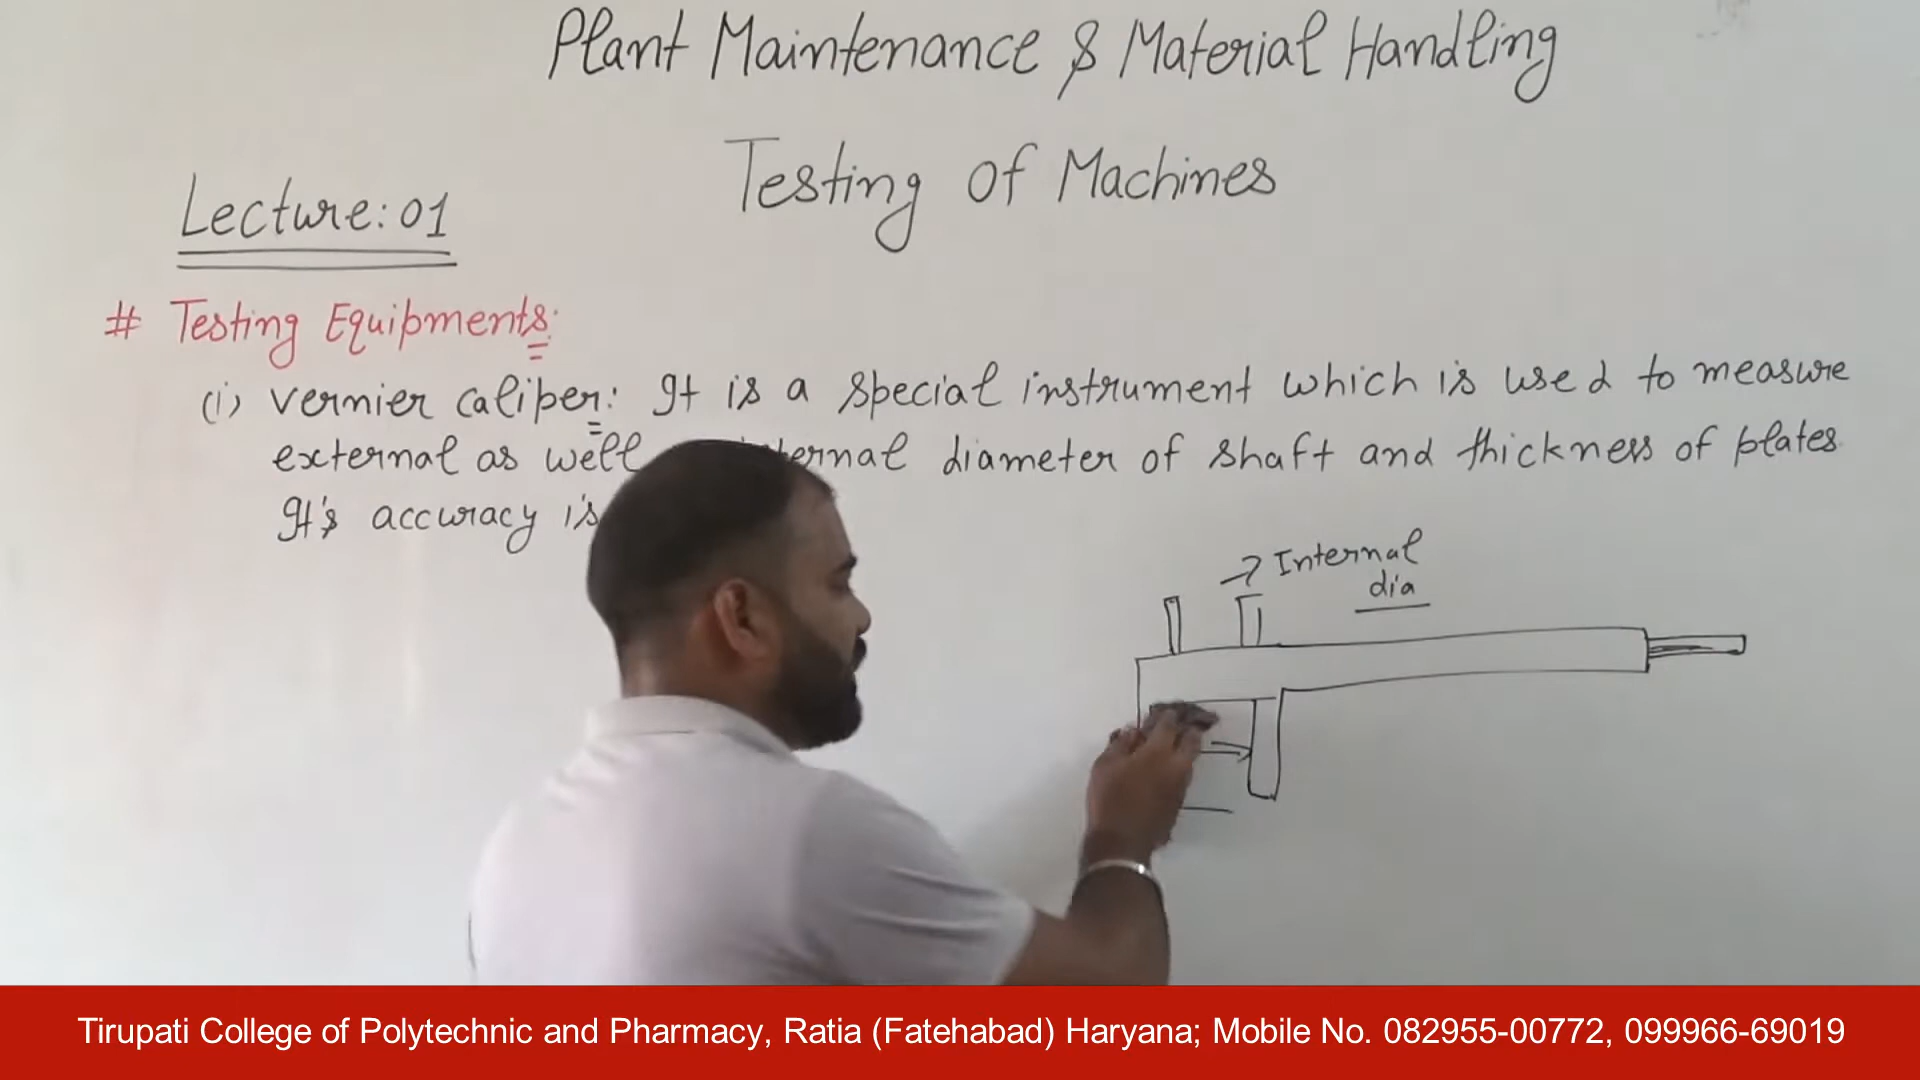 Plant Maintenance & Material Handling
Testing Of Machines
Lecture: 01
# Testing Equipments:
(i) vernier caliper: It is a special instrument which is used to measure
external as well ternal diameter of shaft and thickness of plates.
It's accuracy is
→ Internal
dia
Tirupati College of Polytechnic and Pharmacy, Ratia (Fatehabad) Haryana; Mobile No. 082955-00772, 099966-69019